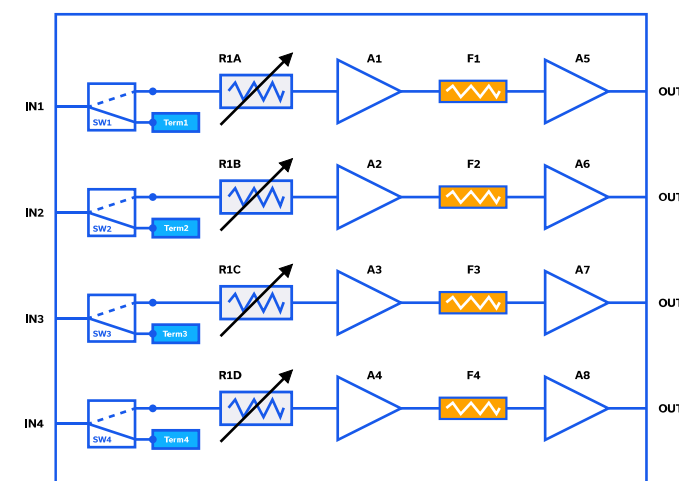 R1A A1 F1 A5
IN1 SW1 Term1 OUT
R1B A2 F2 A6
IN2 SW2 Term2 OUT
R1C A3 F3 A7
IN3 SW3 Term3 OUT
R1D A4 F4 A8
IN4 SW4 Term4 OUT